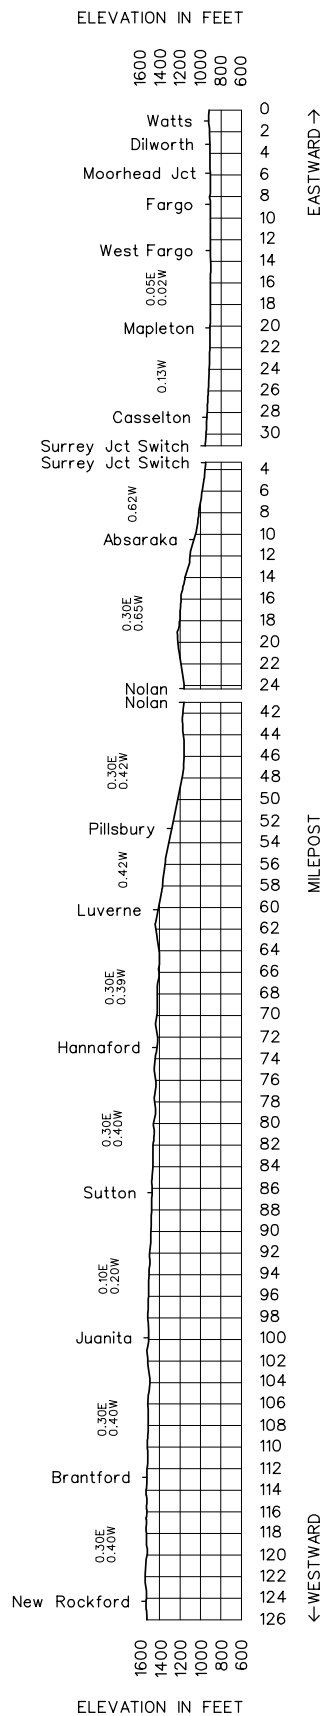 ELEVATION IN FEET
1600 1400 1200 1000 800 600
EASTWARD →
0
Watts
2
Dilworth
4
Moorhead Jct
6
8
Fargo
10
12
West Fargo
14
0.05E
0.02W
16
18
Mapleton
20
22
24
0.13W
26
28
Casselton
30
Surrey Jct Switch
Surrey Jct Switch
4
6
0.62W
8
10
Absaraka
12
14
16
0.30E
0.65W
18
20
22
24
Nolan
Nolan
42
44
46
0.30E
0.42W
48
50
52
Pillsbury
54
MILEPOST
56
0.42W
58
60
Luverne
62
64
66
0.30E
0.39W
68
70
72
Hannaford
74
76
78
80
0.30E
0.40W
82
84
86
Sutton
88
90
92
94
0.10E
0.20W
96
98
100
Juanita
102
104
106
0.30E
0.40W
108
110
112
Brantford
114
116
118
0.30E
0.40W
120
122
124
New Rockford
126
← WESTWARD
1600 1400 1200 1000 800 600
ELEVATION IN FEET